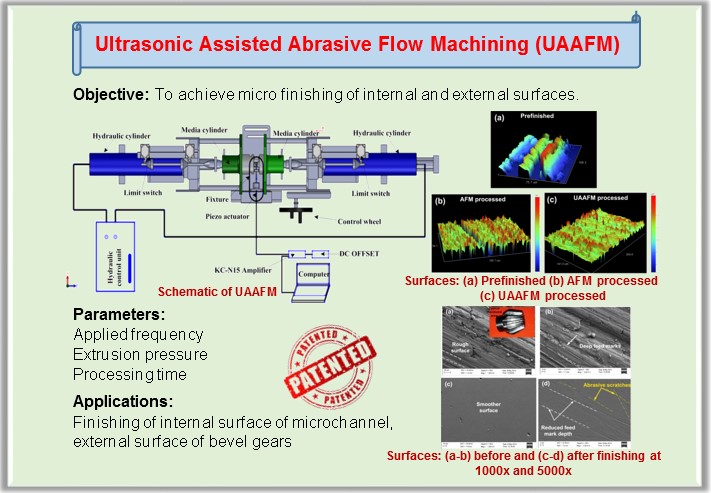 Ultrasonic Assisted Abrasive Flow Machining (UAAFM)
Objective: To achieve micro finishing of internal and external surfaces.
Hydraulic cylinder
Media cylinder
Media cylinder
Hydraulic cylinder
Limit switch
Fixture
Limit switch
Piezo actuator
Control wheel
Hydraulic
control unit
DC OFFSET
KC-N15 Amplifier
Computer
Schematic of UAAFM
(a)
Prefinished
(b)
AFM processed
(c)
UAAFM processed
Surfaces: (a) Prefinished (b) AFM processed
(c) UAAFM processed
Parameters:
Applied frequency
Extrusion pressure
Processing time
PATENTED
PATENTED
PATENTED
Applications:
Finishing of internal surface of microchannel,
external surface of bevel gears
(a)
Rough
surface
(b)
Deep feed marks
(c)
Smoother
surface
(d)
Abrasive scratches
Reduced feed
mark depth
Surfaces: (a-b) before and (c-d) after finishing at
1000x and 5000x